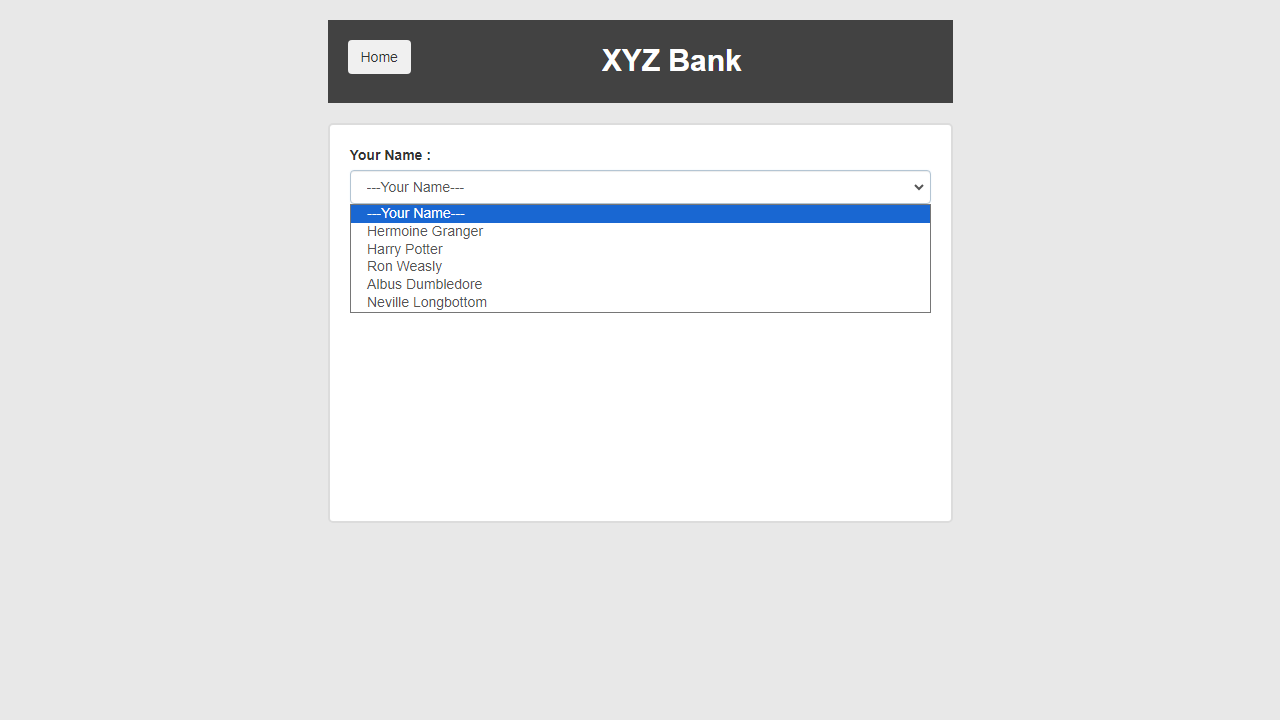 Home
XYZ Bank
Your Name :
---Your Name---
---Your Name---
Hermoine Granger
Harry Potter
Ron Weasly
Albus Dumbledore
Neville Longbottom